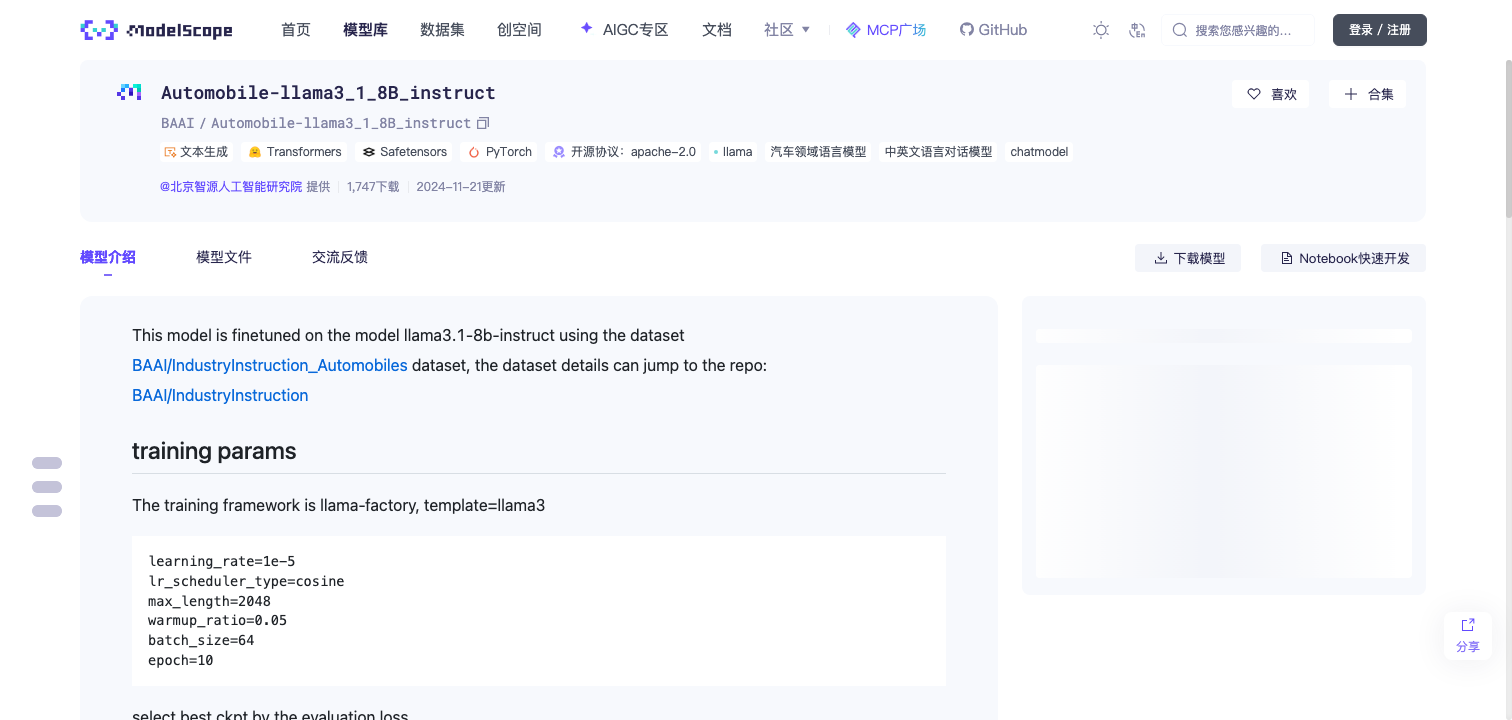 ModelScope 首页 模型库 数据集 创空间 AIGC专区 文档 社区 MCP广场 GitHub 搜索您感兴趣的... 登录 / 注册
Automobile-llama3_1_8B_instruct 喜欢 合集
BAAI / Automobile-llama3_1_8B_instruct
文本生成 Transformers Safetensors PyTorch 开源协议：apache-2.0 llama 汽车领域语言模型 中英文语言对话模型 chatmodel
@北京智源人工智能研究院 提供 1,747下载 2024-11-21更新
模型介绍 模型文件 交流反馈 下载模型 Notebook快速开发
This model is finetuned on the model llama3.1-8b-instruct using the dataset
BAAI/IndustryInstruction_Automobiles dataset, the dataset details can jump to the repo:
BAAI/IndustryInstruction
training params
The training framework is llama-factory, template=llama3
learning_rate=1e-5
lr_scheduler_type=cosine
max_length=2048
warmup_ratio=0.05
batch_size=64
epoch=10
分享
select best ckpt by the evaluation loss